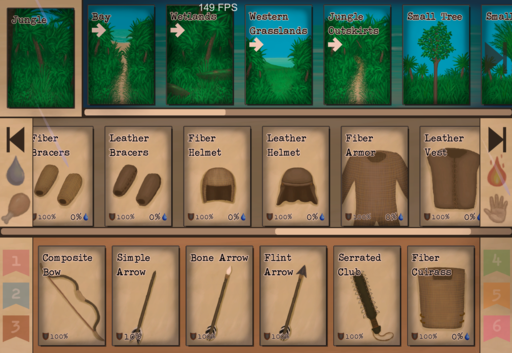 149 FPS
Jungle
Bay
Wetlands
Western
Grasslands
Jungle
Outskirts
Small Tree
Smal
Fiber
Bracers
100%
0%
Leather
Bracers
100%
0%
Fiber
Helmet
100%
0%
Leather
Helmet
100%
0%
Fiber
Armor
100%
0%
Leather
Vest
100%
0%
1
2
3
Composite
Bow
100%
Simple
Arrow
100%
Bone Arrow
100%
Flint
Arrow
100%
Serrated
Club
100%
Fiber
Cuirass
100%
0%
4
5
6